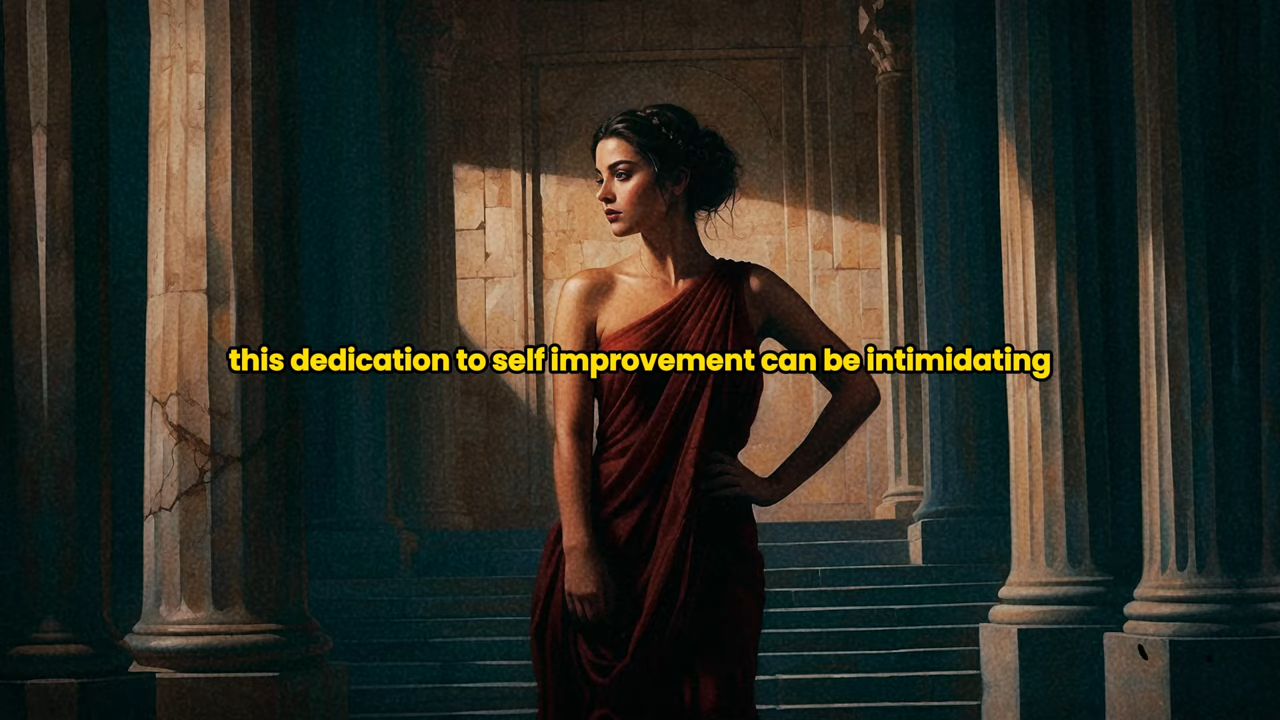 this dedication to self improvement can be intimidating